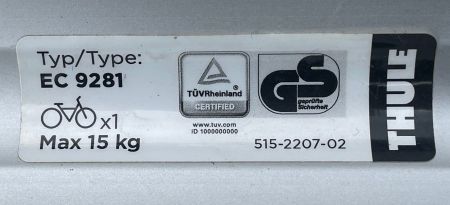 Typ/Type:
EC 9281
x1
Max 15 kg
TÜVRheinland
CERTIFIED
www.tuv.com
ID 1000000000
GS
geprüfte
Sicherheit
515-2207-02
THULE